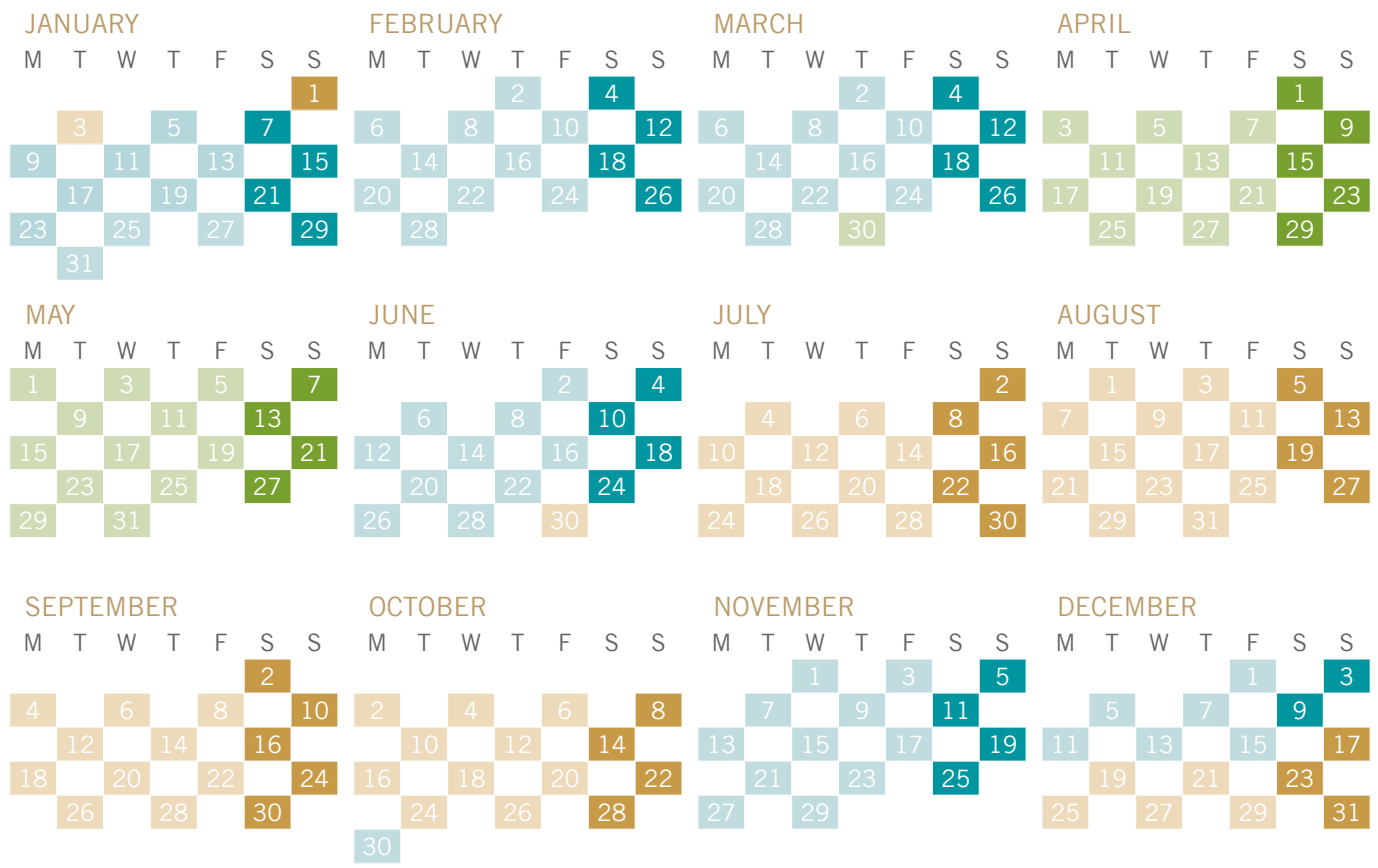 JANUARY FEBRUARY MARCH APRIL
M T W T F S S M T W T F S S M T W T F S S M T W T F S S
1 2 4 2 4 1
3 5 7 6 8 10 12 6 8 10 12 3 5 7 9
9 11 13 15 14 16 18 14 16 18 11 13 15
17 19 21 20 22 24 26 20 22 24 26 17 19 21 23
23 25 27 29 28 28 30 25 27 29
31
MAY JUNE JULY AUGUST
M T W T F S S M T W T F S S M T W T F S S M T W T F S S
1 3 5 7 2 4 2 1 3 5
9 11 13 6 8 10 4 6 8 7 9 11 13
15 17 19 21 12 14 16 18 10 12 14 16 15 17 19
23 25 27 20 22 24 18 20 22 21 23 25 27
29 31 26 28 30 24 26 28 30 29 31
SEPTEMBER OCTOBER NOVEMBER DECEMBER
M T W T F S S M T W T F S S M T W T F S S M T W T F S S
2 1 3 5 1 3
4 6 8 10 2 4 6 8 7 9 11 5 7 9
12 14 16 10 12 14 13 15 17 19 11 13 15 17
18 20 22 24 16 18 20 22 21 23 25 19 21 23
26 28 30 24 26 28 27 29 25 27 29 31
30